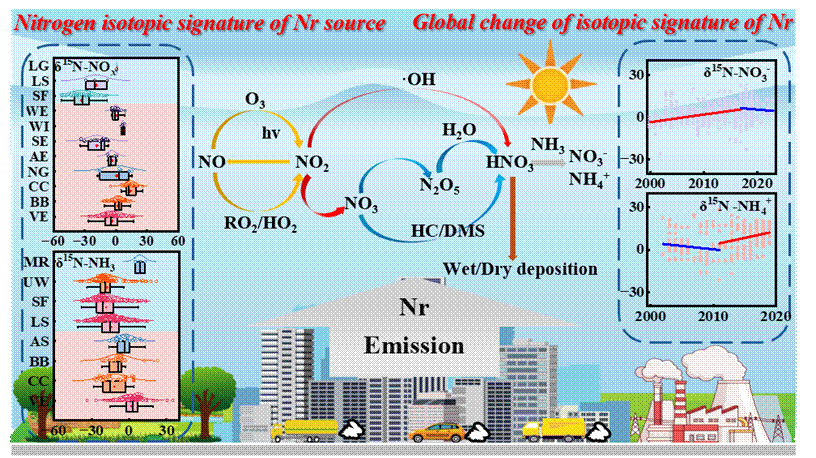 Nitrogen isotopic signature of Nr source
Global change of isotopic signature of Nr
δ¹⁵N-NOₓ
LG
LS
SF
WE
WI
SE
AE
NG
CC
BB
VE
−60 −30 0 30 60
δ¹⁵N-NH₃
MR
UW
SF
LS
AS
BB
CC
−60 −30 0 30
·OH
O₃
hν
NO
NO₂
RO₂/HO₂
NO₃
N₂O₅
H₂O
HC/DMS
HNO₃
NH₃
NO₃⁻
NH₄⁺
Wet/Dry deposition
Nr
Emission
δ¹⁵N-NO₃⁻
30
0
−30
2000 2010 2020
δ¹⁵N-NH₄⁺
30
0
−30
2000 2010 2020